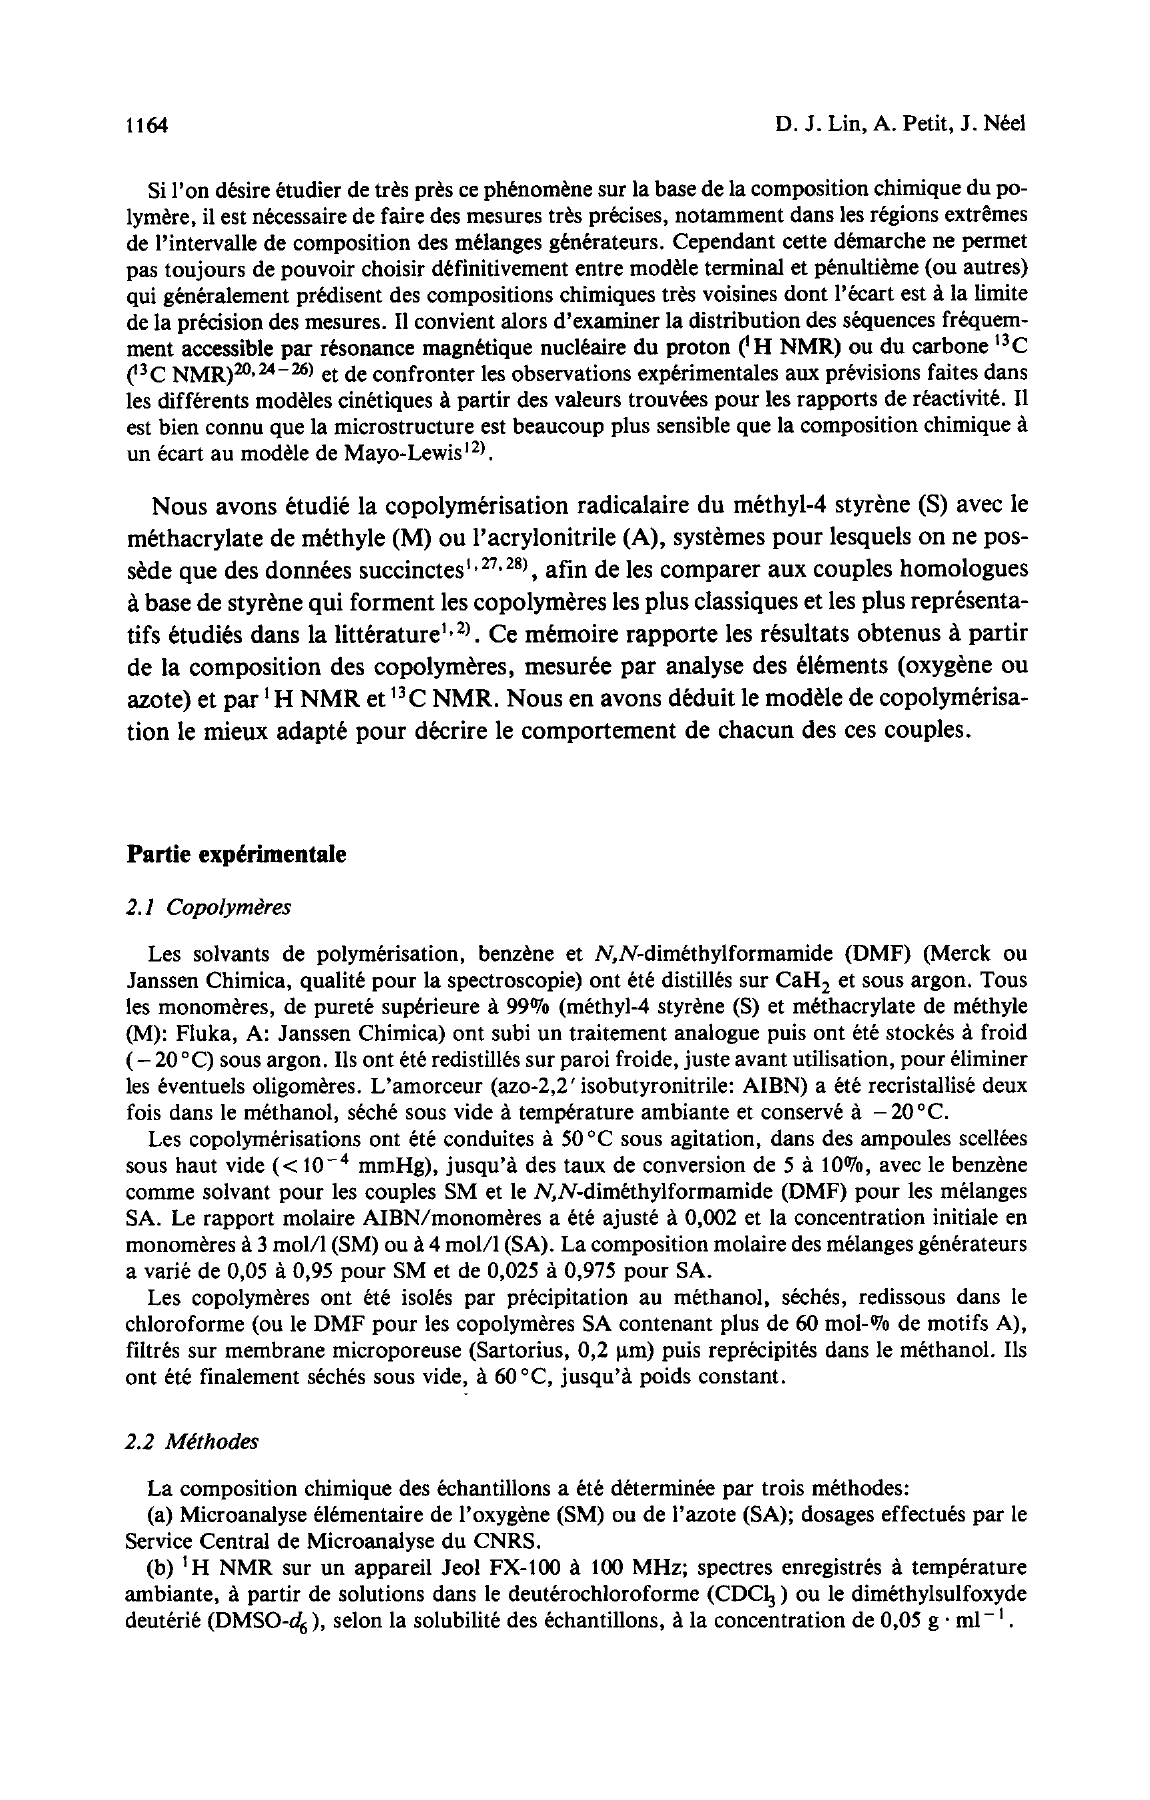 1164 D. J. Lin, A. Petit, J. Néel
Si l'on désire étudier de très près ce phénomène sur la base de la composition chimique du po-
lymère, il est nécessaire de faire des mesures très précises, notamment dans les régions extrêmes
de l'intervalle de composition des mélanges générateurs. Cependant cette démarche ne permet
pas toujours de pouvoir choisir définitivement entre modèle terminal et pénultième (ou autres)
qui généralement prédisent des compositions chimiques très voisines dont l'écart est à la limite
de la précision des mesures. Il convient alors d'examiner la distribution des séquences fréquem-
ment accessible par résonance magnétique nucléaire du proton (¹H NMR) ou du carbone ¹³C
(¹³C NMR)²⁰,²⁴⁻²⁶⁾ et de confronter les observations expérimentales aux prévisions faites dans
les différents modèles cinétiques à partir des valeurs trouvées pour les rapports de réactivité. Il
est bien connu que la microstructure est beaucoup plus sensible que la composition chimique à
un écart au modèle de Mayo-Lewis¹²⁾.
Nous avons étudié la copolymérisation radicalaire du méthyl-4 styrène (S) avec le
méthacrylate de méthyle (M) ou l'acrylonitrile (A), systèmes pour lesquels on ne pos-
sède que des données succinctes¹,²⁷,²⁸⁾, afin de les comparer aux couples homologues
à base de styrène qui forment les copolymères les plus classiques et les plus représenta-
tifs étudiés dans la littérature¹,²⁾. Ce mémoire rapporte les résultats obtenus à partir
de la composition des copolymères, mesurée par analyse des éléments (oxygène ou
azote) et par ¹H NMR et ¹³C NMR. Nous en avons déduit le modèle de copolymérisa-
tion le mieux adapté pour décrire le comportement de chacun des ces couples.
Partie expérimentale
2.1 Copolymères
Les solvants de polymérisation, benzène et N,N-diméthylformamide (DMF) (Merck ou
Janssen Chimica, qualité pour la spectroscopie) ont été distillés sur CaH₂ et sous argon. Tous
les monomères, de pureté supérieure à 99% (méthyl-4 styrène (S) et méthacrylate de méthyle
(M): Fluka, A: Janssen Chimica) ont subi un traitement analogue puis ont été stockés à froid
(−20 °C) sous argon. Ils ont été redistillés sur paroi froide, juste avant utilisation, pour éliminer
les éventuels oligomères. L'amorceur (azo-2,2′ isobutyronitrile: AIBN) a été recristallisé deux
fois dans le méthanol, séché sous vide à température ambiante et conservé à −20 °C.
Les copolymérisations ont été conduites à 50 °C sous agitation, dans des ampoules scellées
sous haut vide (< 10⁻⁴ mmHg), jusqu'à des taux de conversion de 5 à 10%, avec le benzène
comme solvant pour les couples SM et le N,N-diméthylformamide (DMF) pour les mélanges
SA. Le rapport molaire AIBN/monomères a été ajusté à 0,002 et la concentration initiale en
monomères à 3 mol/l (SM) ou à 4 mol/l (SA). La composition molaire des mélanges générateurs
a varié de 0,05 à 0,95 pour SM et de 0,025 à 0,975 pour SA.
Les copolymères ont été isolés par précipitation au méthanol, séchés, redissous dans le
chloroforme (ou le DMF pour les copolymères SA contenant plus de 60 mol-% de motifs A),
filtrés sur membrane microporeuse (Sartorius, 0,2 µm) puis reprécipités dans le méthanol. Ils
ont été finalement séchés sous vide, à 60 °C, jusqu'à poids constant.
2.2 Méthodes
La composition chimique des échantillons a été déterminée par trois méthodes:
(a) Microanalyse élémentaire de l'oxygène (SM) ou de l'azote (SA); dosages effectués par le
Service Central de Microanalyse du CNRS.
(b) ¹H NMR sur un appareil Jeol FX-100 à 100 MHz; spectres enregistrés à température
ambiante, à partir de solutions dans le deutérochloroforme (CDCl₃) ou le diméthylsulfoxyde
deutérié (DMSO-d₆), selon la solubilité des échantillons, à la concentration de 0,05 g · ml⁻¹.